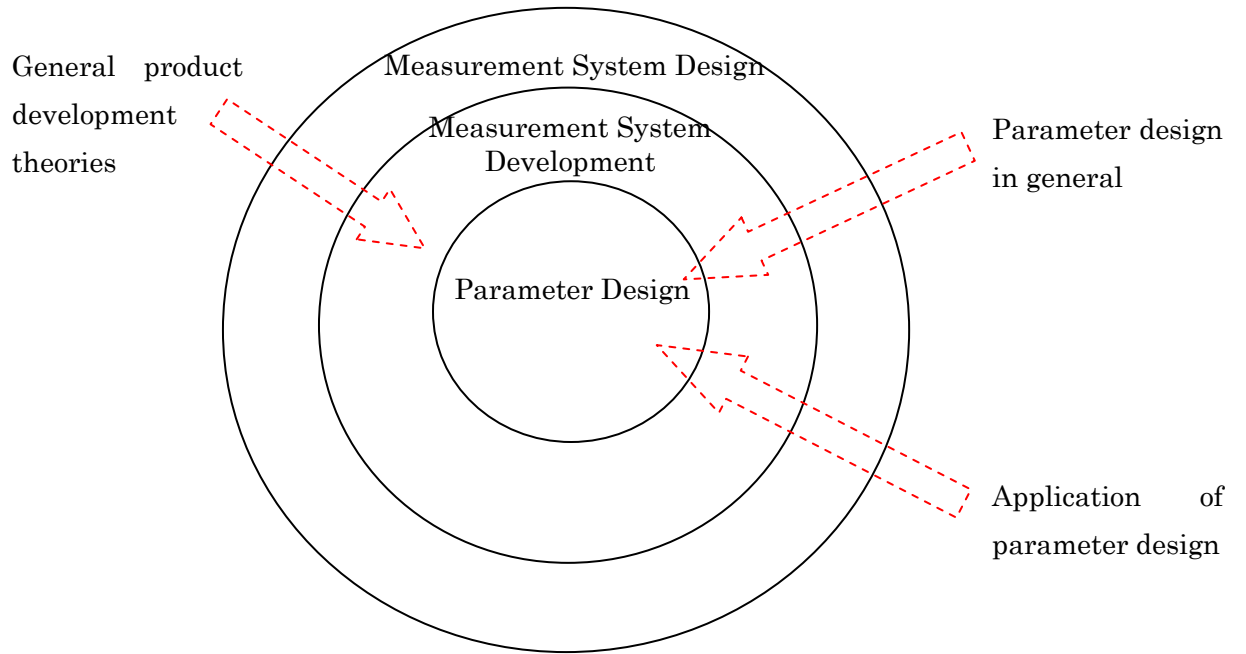 General product
development
theories
Measurement System Design
Measurement System
Development
Parameter Design
Parameter design
in general
Application of
parameter design